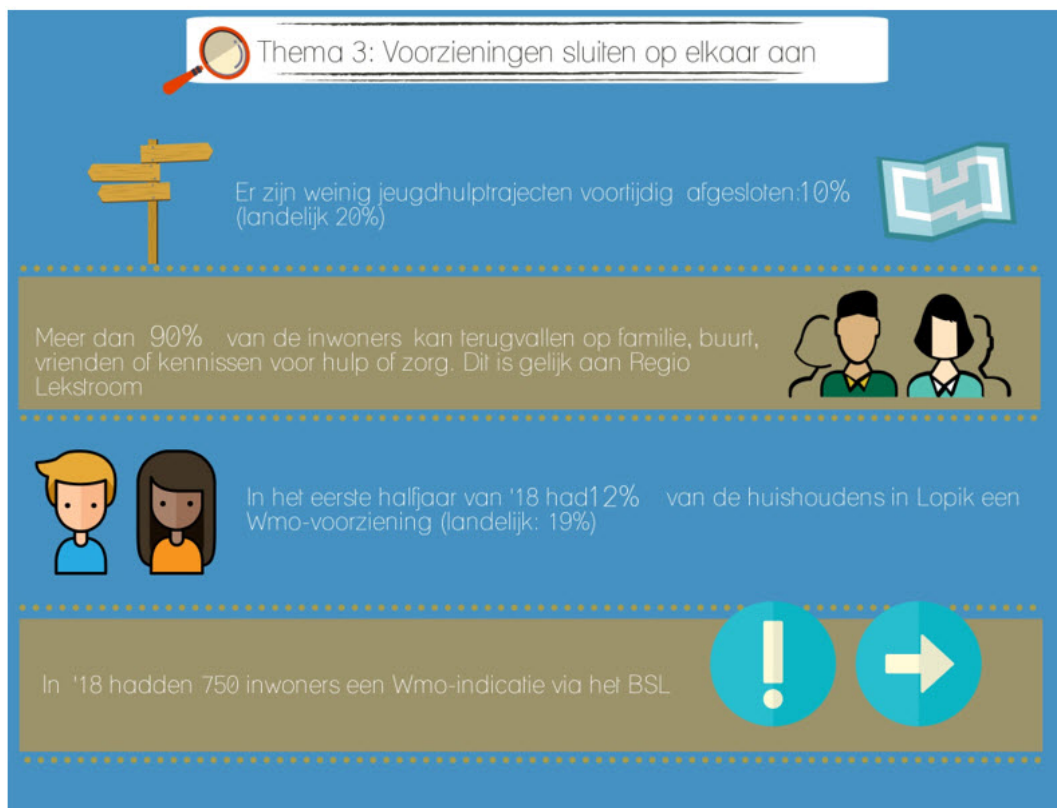 Thema 3: Voorzieningen sluiten op elkaar aan
Er zijn weinig jeugdhulptrajecten voortijdig afgesloten:10%
(landelijk 20%)
Meer dan 90% van de inwoners kan terugvallen op familie, buurt,
vrienden of kennissen voor hulp of zorg. Dit is gelijk aan Regio
Lekstroom
In het eerste halfjaar van '18 had12% van de huishoudens in Lopik een
Wmo-voorziening (landelijk: 19%)
In '18 hadden 750 inwoners een Wmo-indicatie via het BSL